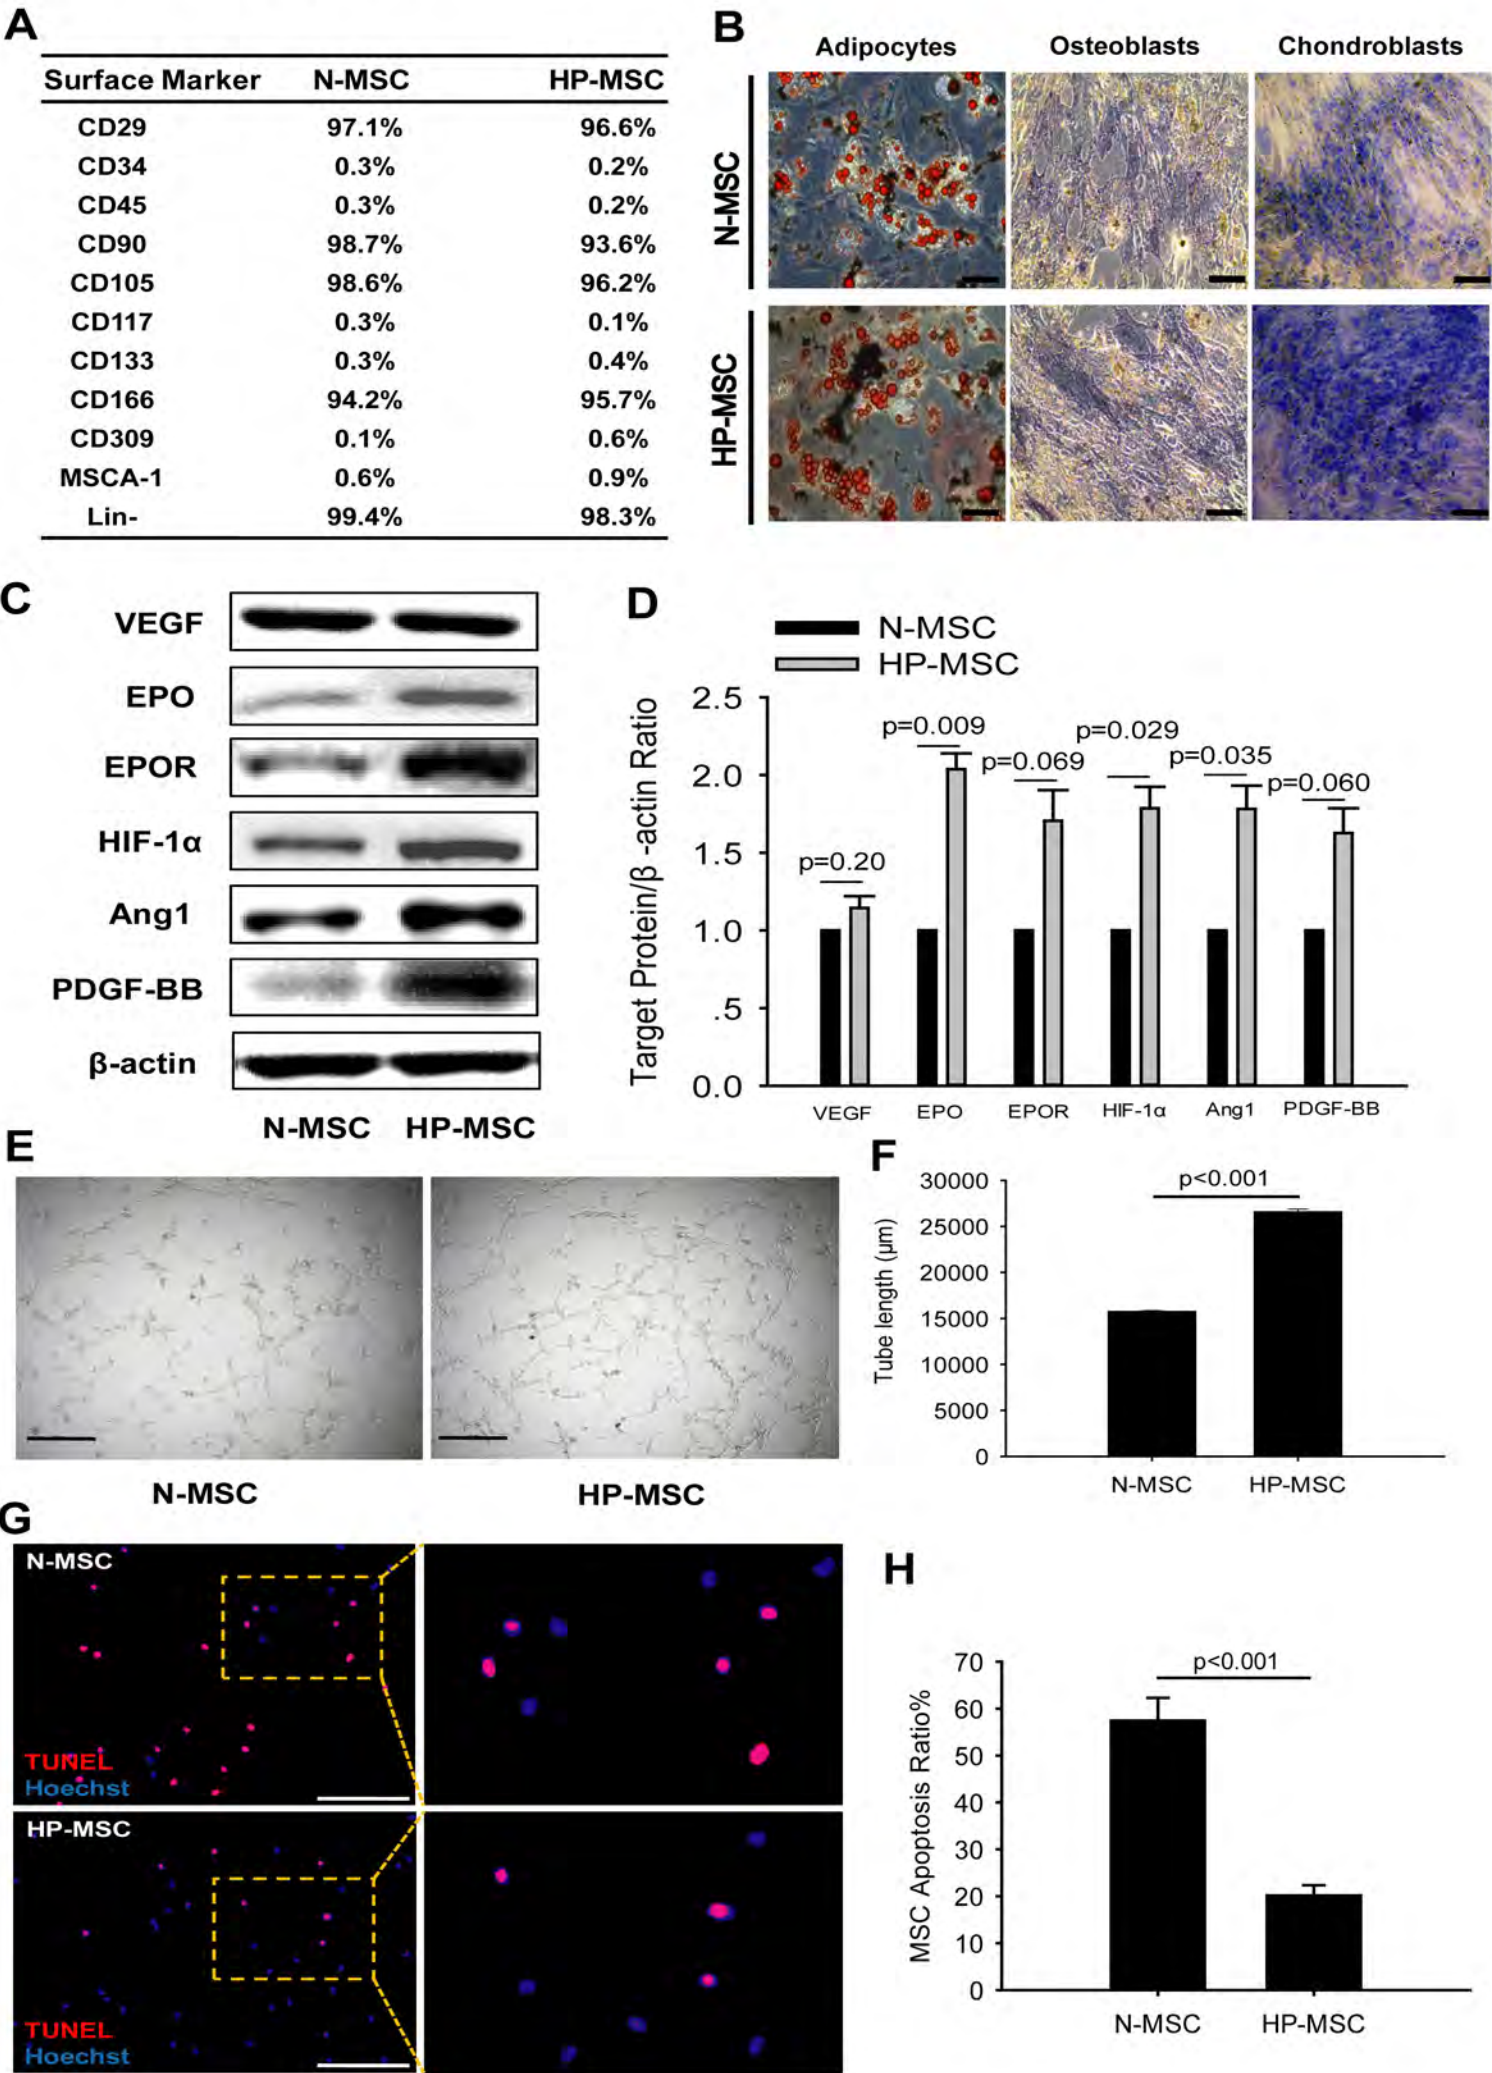 A
Surface Marker N-MSC HP-MSC
CD29 97.1% 96.6%
CD34 0.3% 0.2%
CD45 0.3% 0.2%
CD90 98.7% 93.6%
CD105 98.6% 96.2%
CD117 0.3% 0.1%
CD133 0.3% 0.4%
CD166 94.2% 95.7%
CD309 0.1% 0.6%
MSCA-1 0.6% 0.9%
Lin- 99.4% 98.3%
B
Adipocytes Osteoblasts Chondroblasts
N-MSC
HP-MSC
C
VEGF
EPO
EPOR
HIF-1α
Ang1
PDGF-BB
β-actin
N-MSC HP-MSC
D
N-MSC
HP-MSC
Target Protein/β -actin Ratio
2.5
2.0
1.5
1.0
.5
0.0
p=0.20
p=0.009
p=0.069
p=0.029
p=0.035
p=0.060
VEGF EPO EPOR HIF-1α Ang1 PDGF-BB
E
N-MSC HP-MSC
F
Tube length (µm)
30000
25000
20000
15000
10000
5000
0
p<0.001
N-MSC HP-MSC
G
N-MSC
TUNEL
Hoechst
HP-MSC
TUNEL
Hoechst
H
MSC Apoptosis Ratio%
70
60
50
40
30
20
10
0
p<0.001
N-MSC HP-MSC